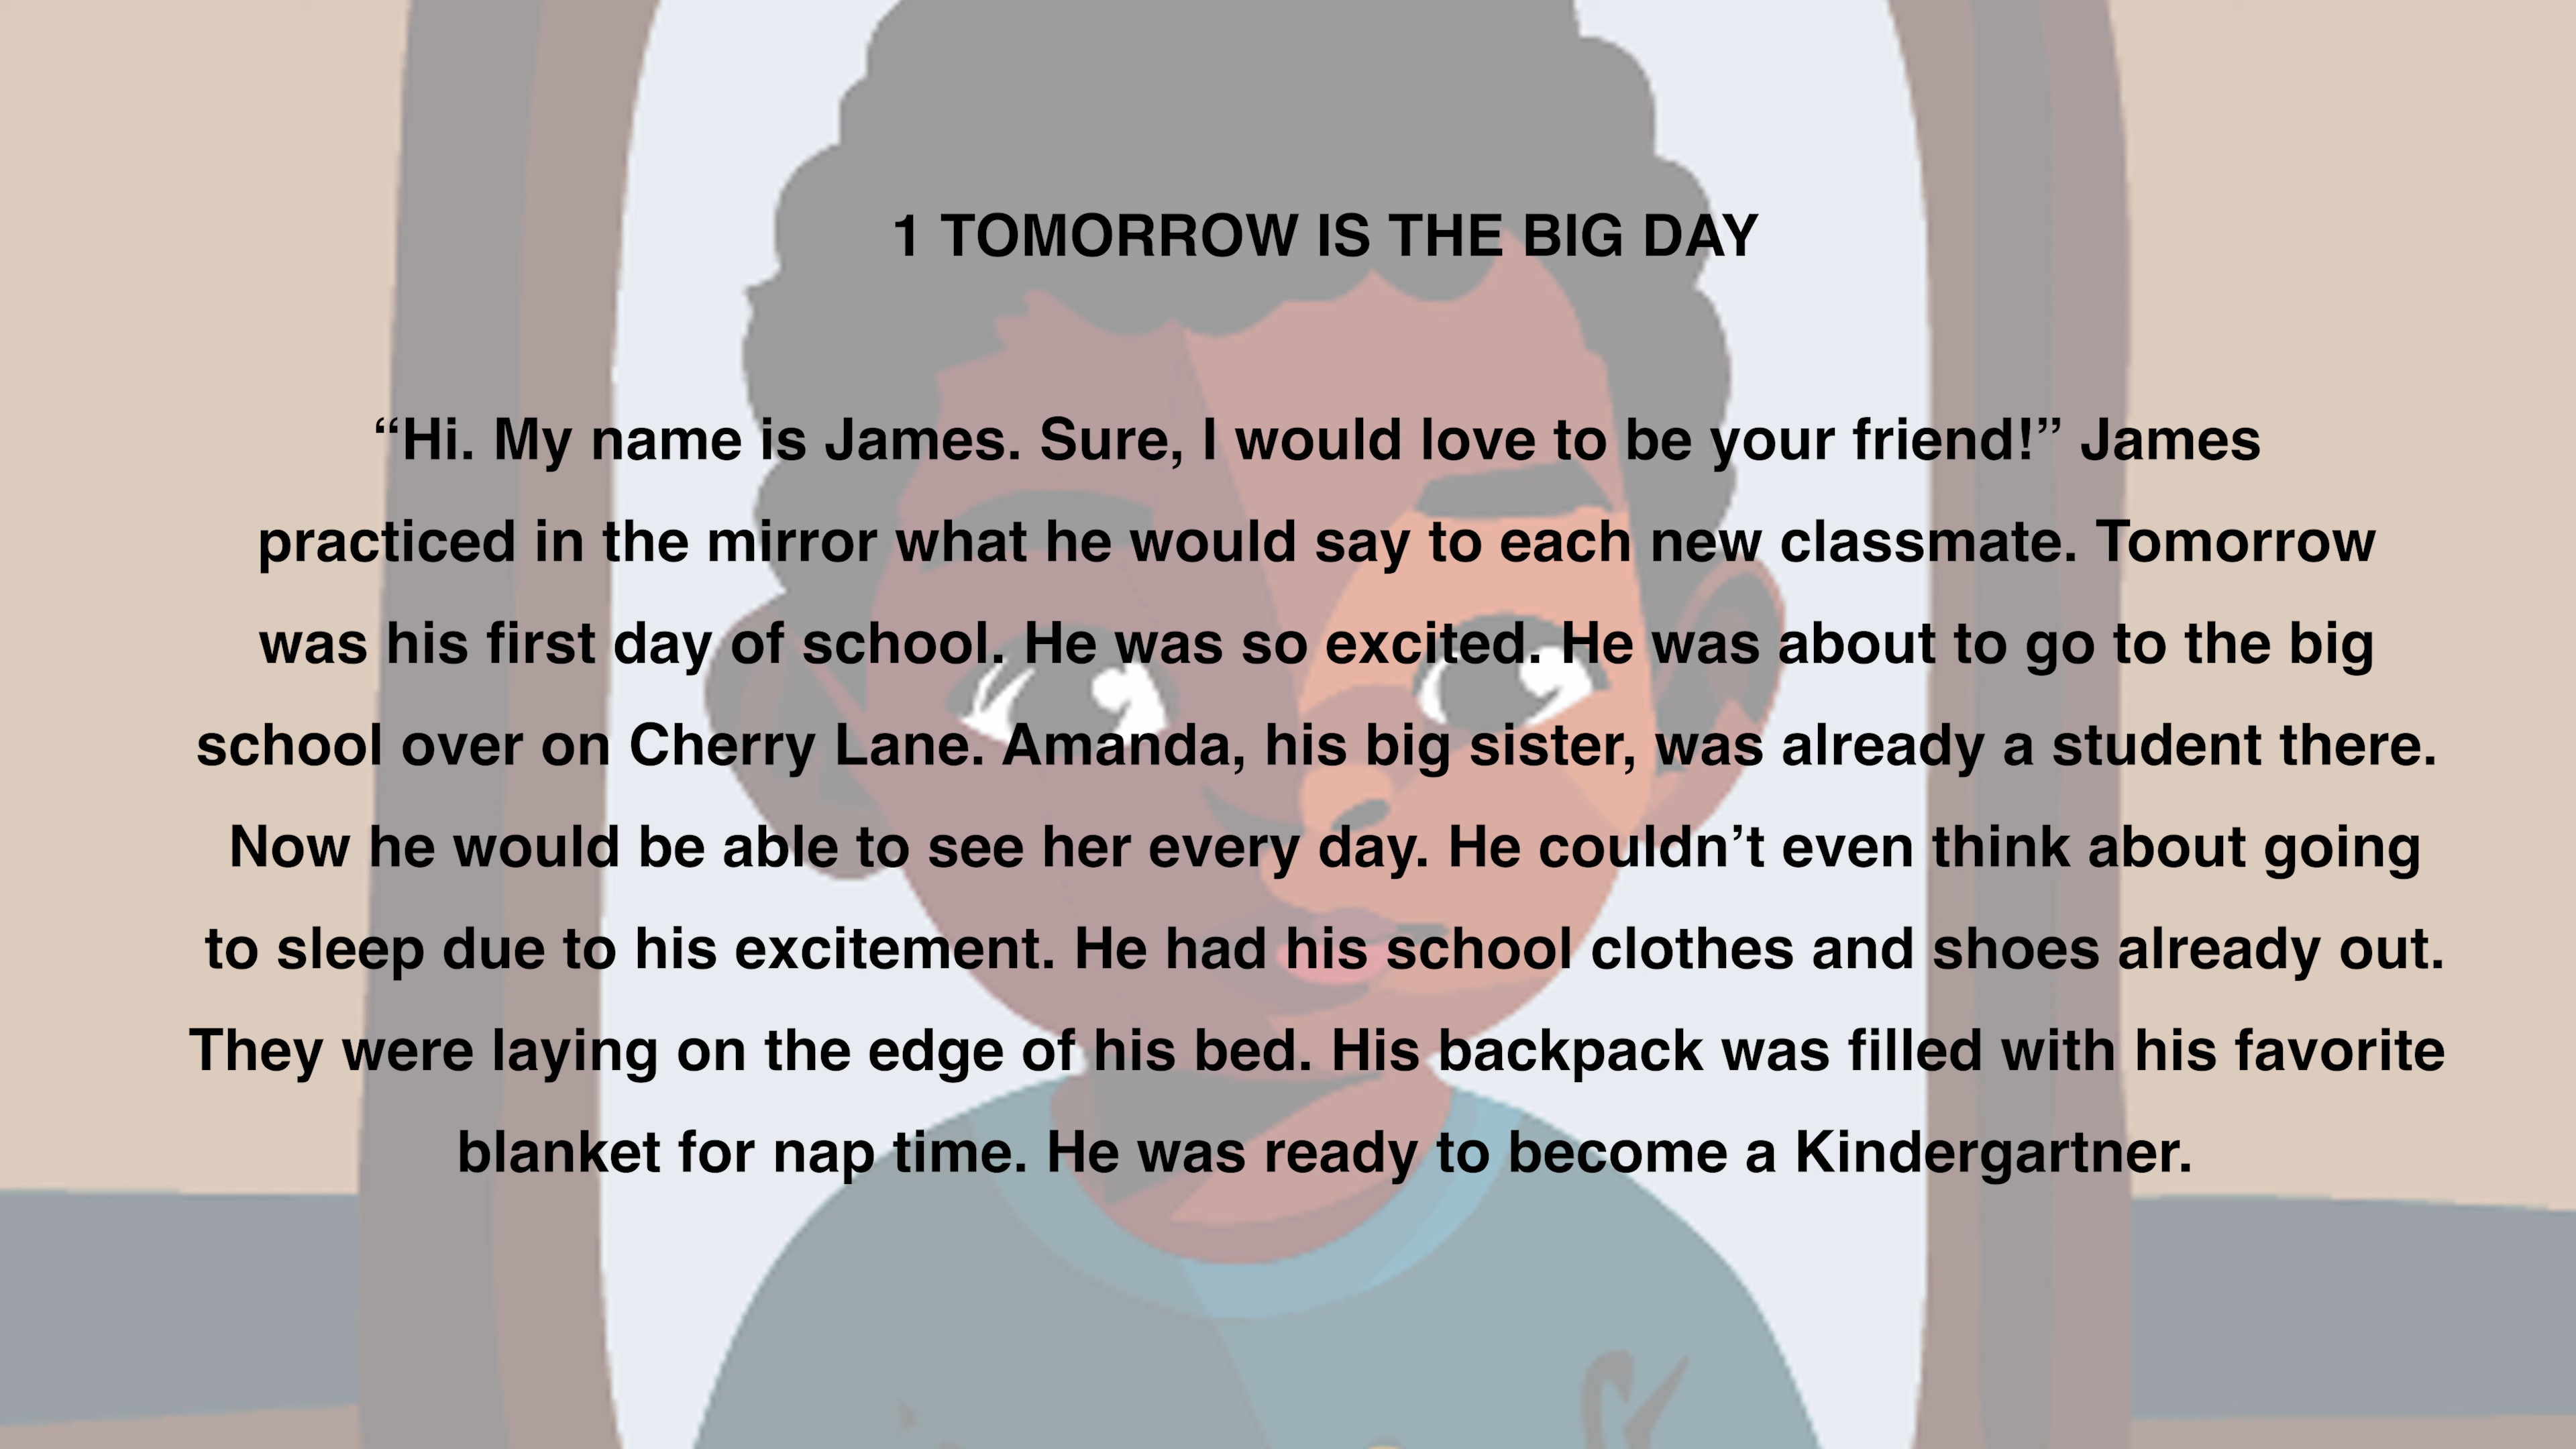 1 TOMORROW IS THE BIG DAY
“Hi. My name is James. Sure, I would love to be your friend!” James
practiced in the mirror what he would say to each new classmate. Tomorrow
was his first day of school. He was so excited. He was about to go to the big
school over on Cherry Lane. Amanda, his big sister, was already a student there.
Now he would be able to see her every day. He couldn’t even think about going
to sleep due to his excitement. He had his school clothes and shoes already out.
They were laying on the edge of his bed. His backpack was filled with his favorite
blanket for nap time. He was ready to become a Kindergartner.